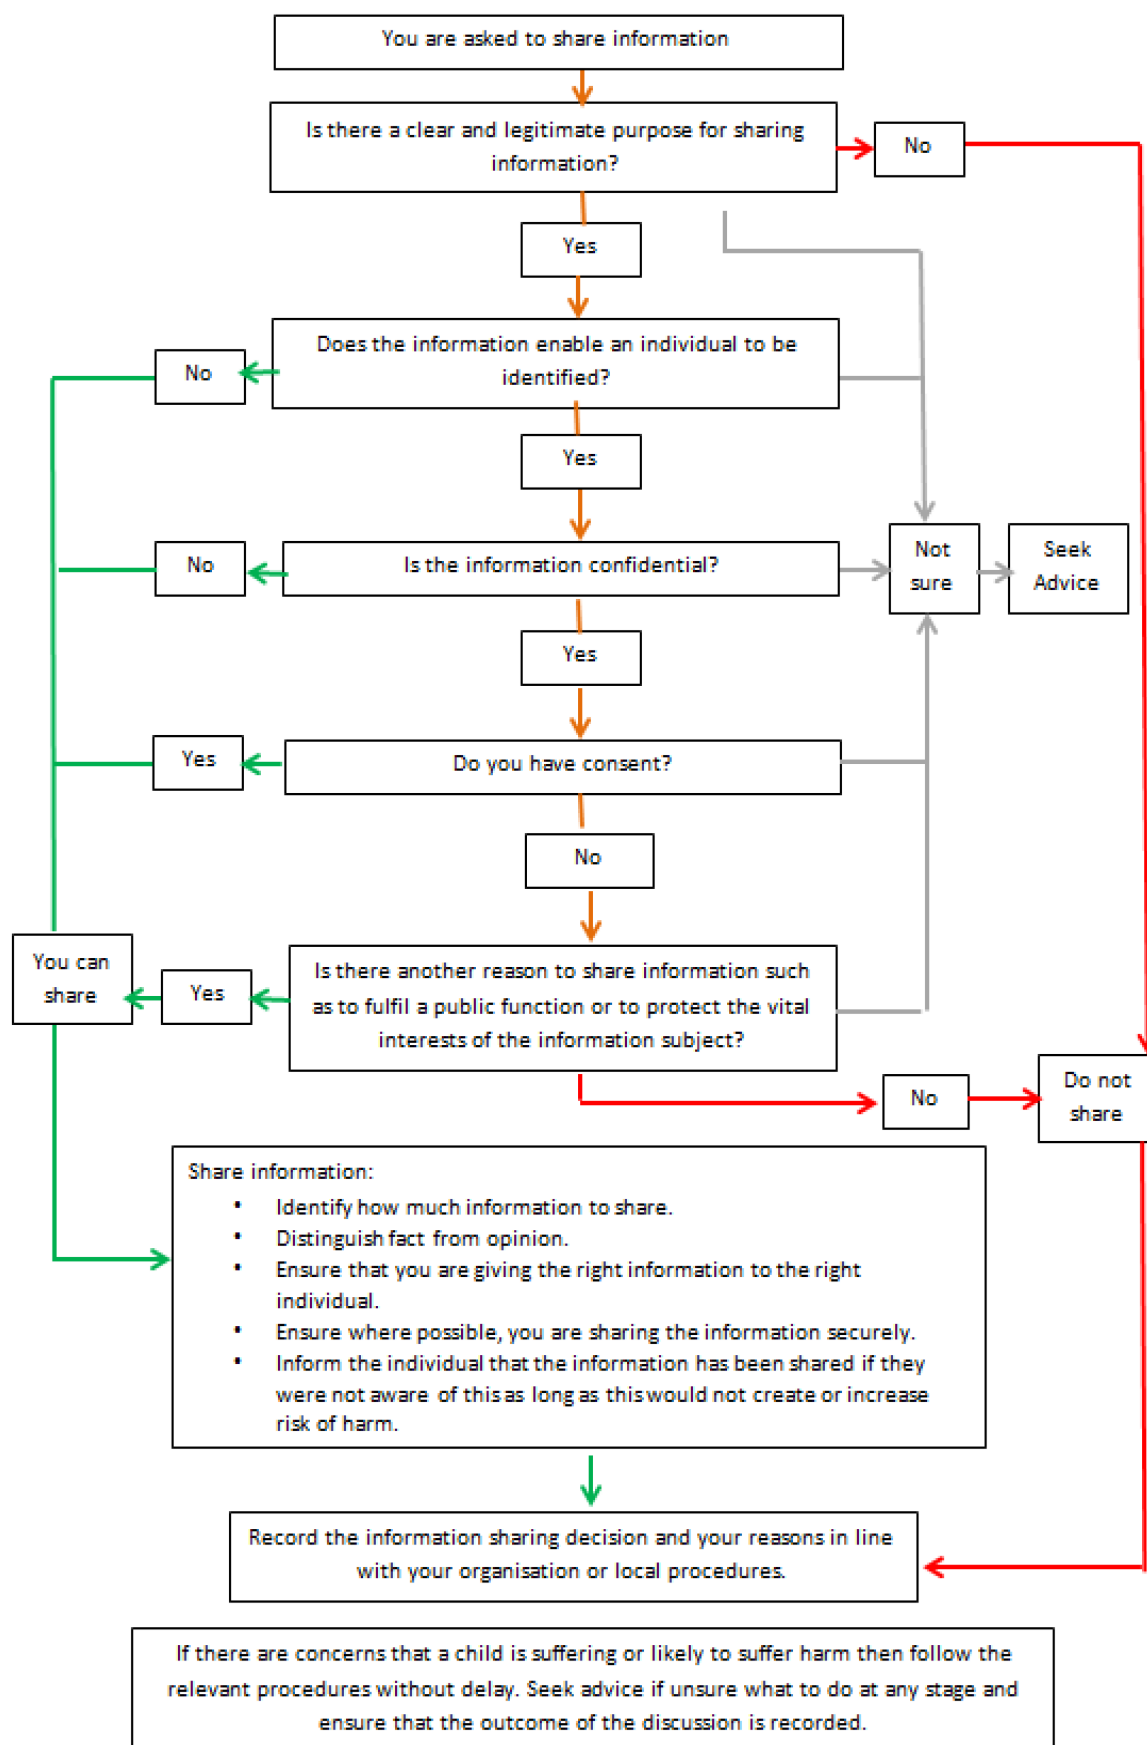 You are asked to share information
Is there a clear and legitimate purpose for sharing
information?
No
Yes
Does the information enable an individual to be
identified?
No
Yes
Is the information confidential?
No
Not
sure
Seek
Advice
Yes
Do you have consent?
Yes
No
Is there another reason to share information such
as to fulfil a public function or to protect the vital
interests of the information subject?
Yes
You can
share
No
Do not
share
Share information:
• Identify how much information to share.
• Distinguish fact from opinion.
• Ensure that you are giving the right information to the right
individual.
• Ensure where possible, you are sharing the information securely.
• Inform the individual that the information has been shared if they
were not aware of this as long as this would not create or increase
risk of harm.
Record the information sharing decision and your reasons in line
with your organisation or local procedures.
If there are concerns that a child is suffering or likely to suffer harm then follow the
relevant procedures without delay. Seek advice if unsure what to do at any stage and
ensure that the outcome of the discussion is recorded.